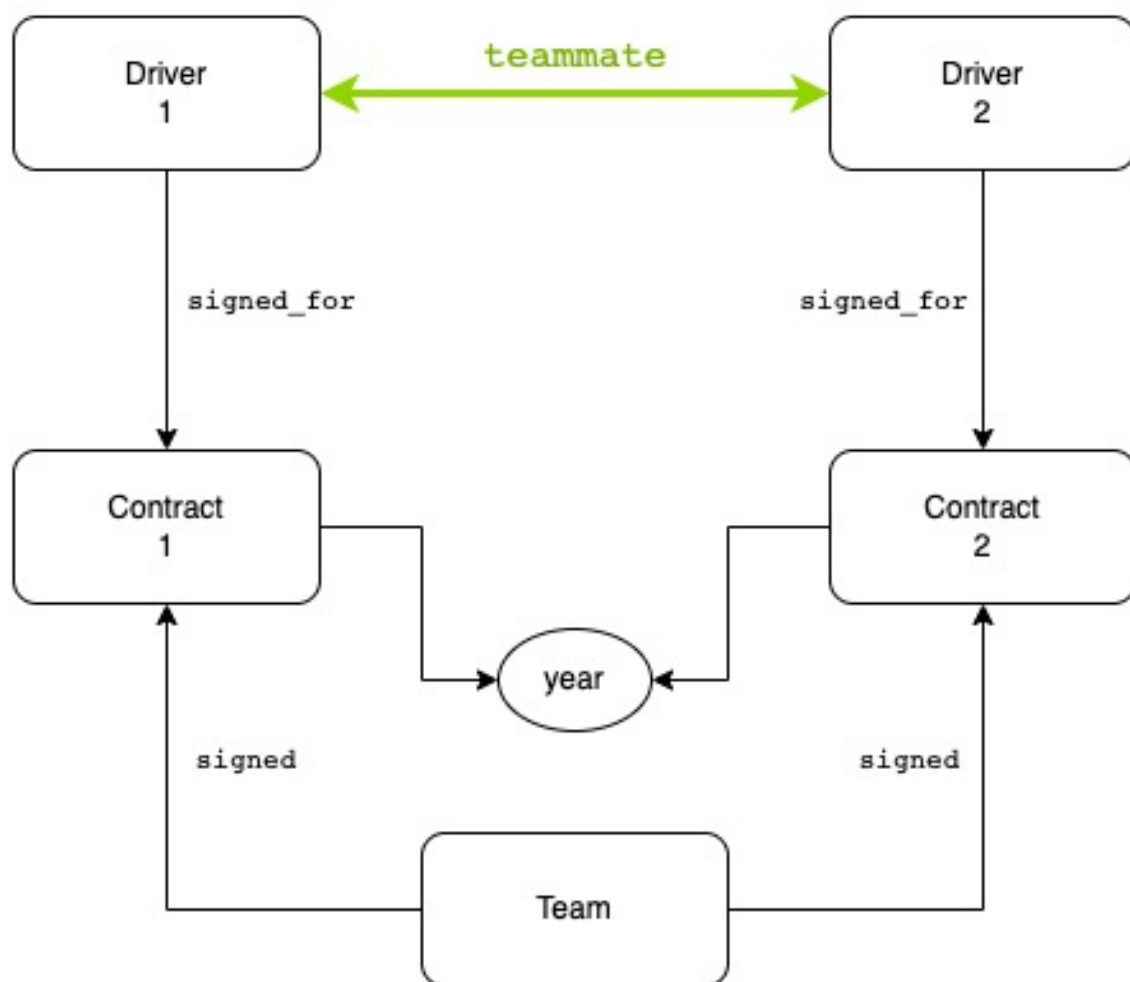 Driver
1
teammate
Driver
2
signed_for
signed_for
Contract
1
Contract
2
year
signed
signed
Team